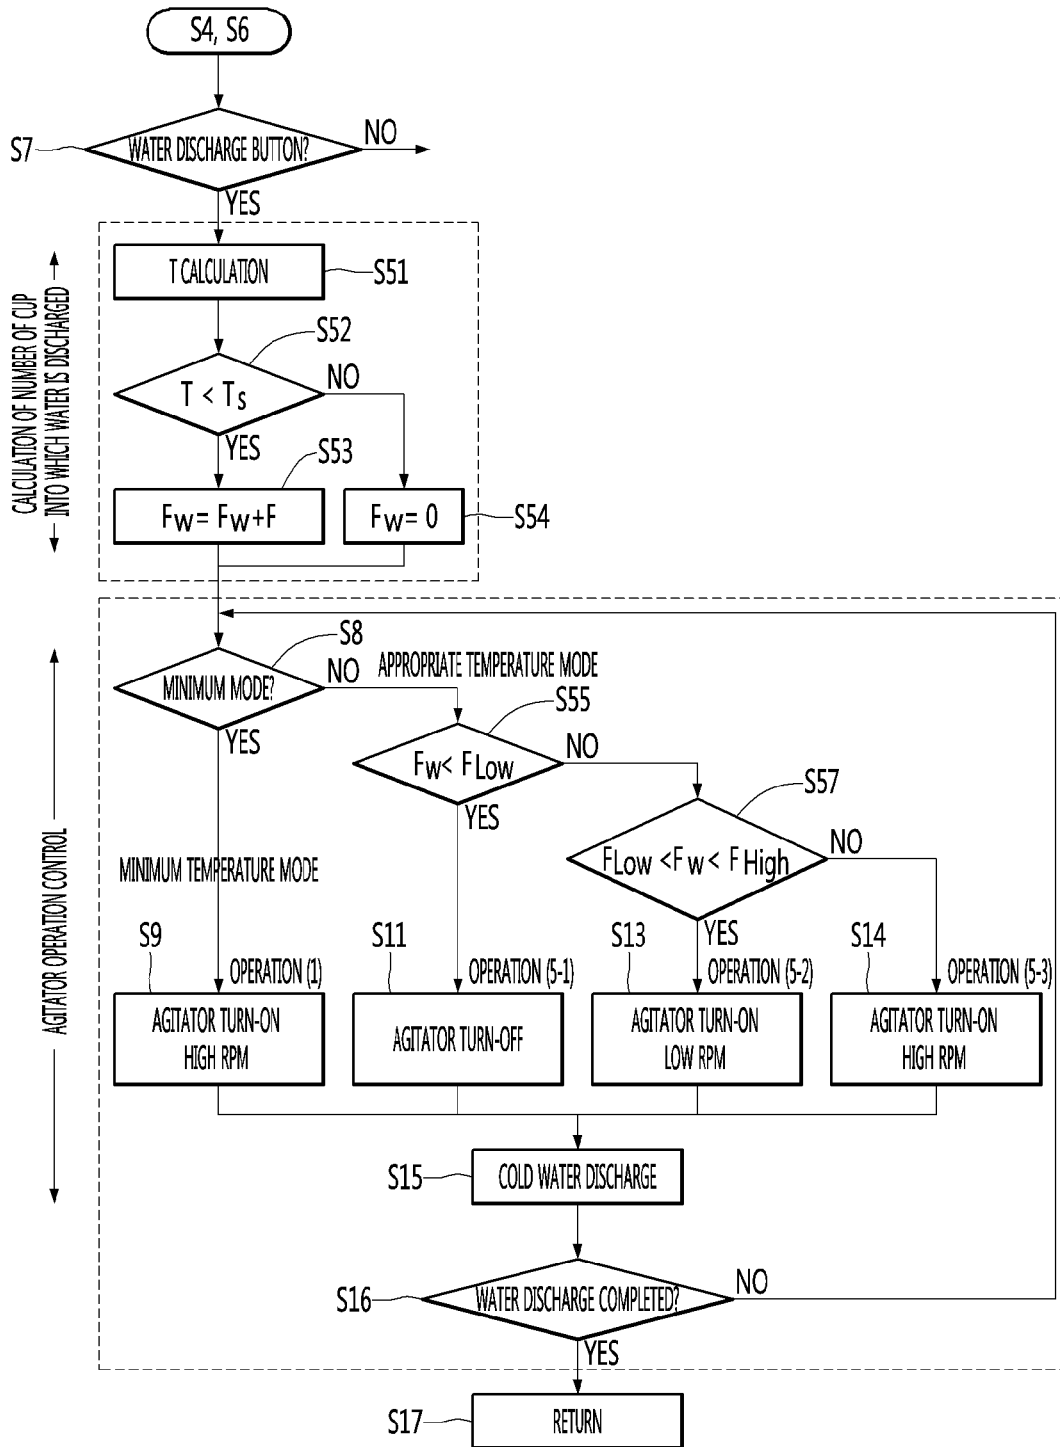 S4, S6
S7
WATER DISCHARGE BUTTON?
NO
YES
CALCULATION OF NUMBER OF CUP
INTO WHICH WATER IS DISCHARGED
T CALCULATION
S51
S52
T < Ts
NO
YES
S53
Fw= Fw+F
Fw= 0
S54
AGITATOR OPERATION CONTROL
S8
MINIMUM MODE?
NO
APPROPRIATE TEMPERATURE MODE
YES
S55
Fw< FLow
NO
YES
S57
FLow <Fw< FHigh
NO
YES
MINIMUM TEMPERATURE MODE
S9
OPERATION (1)
AGITATOR TURN-ON
HIGH RPM
S11
OPERATION (5-1)
AGITATOR TURN-OFF
S13
OPERATION (5-2)
AGITATOR TURN-ON
LOW RPM
S14
OPERATION (5-3)
AGITATOR TURN-ON
HIGH RPM
S15
COLD WATER DISCHARGE
S16
WATER DISCHARGE COMPLETED?
NO
YES
S17
RETURN